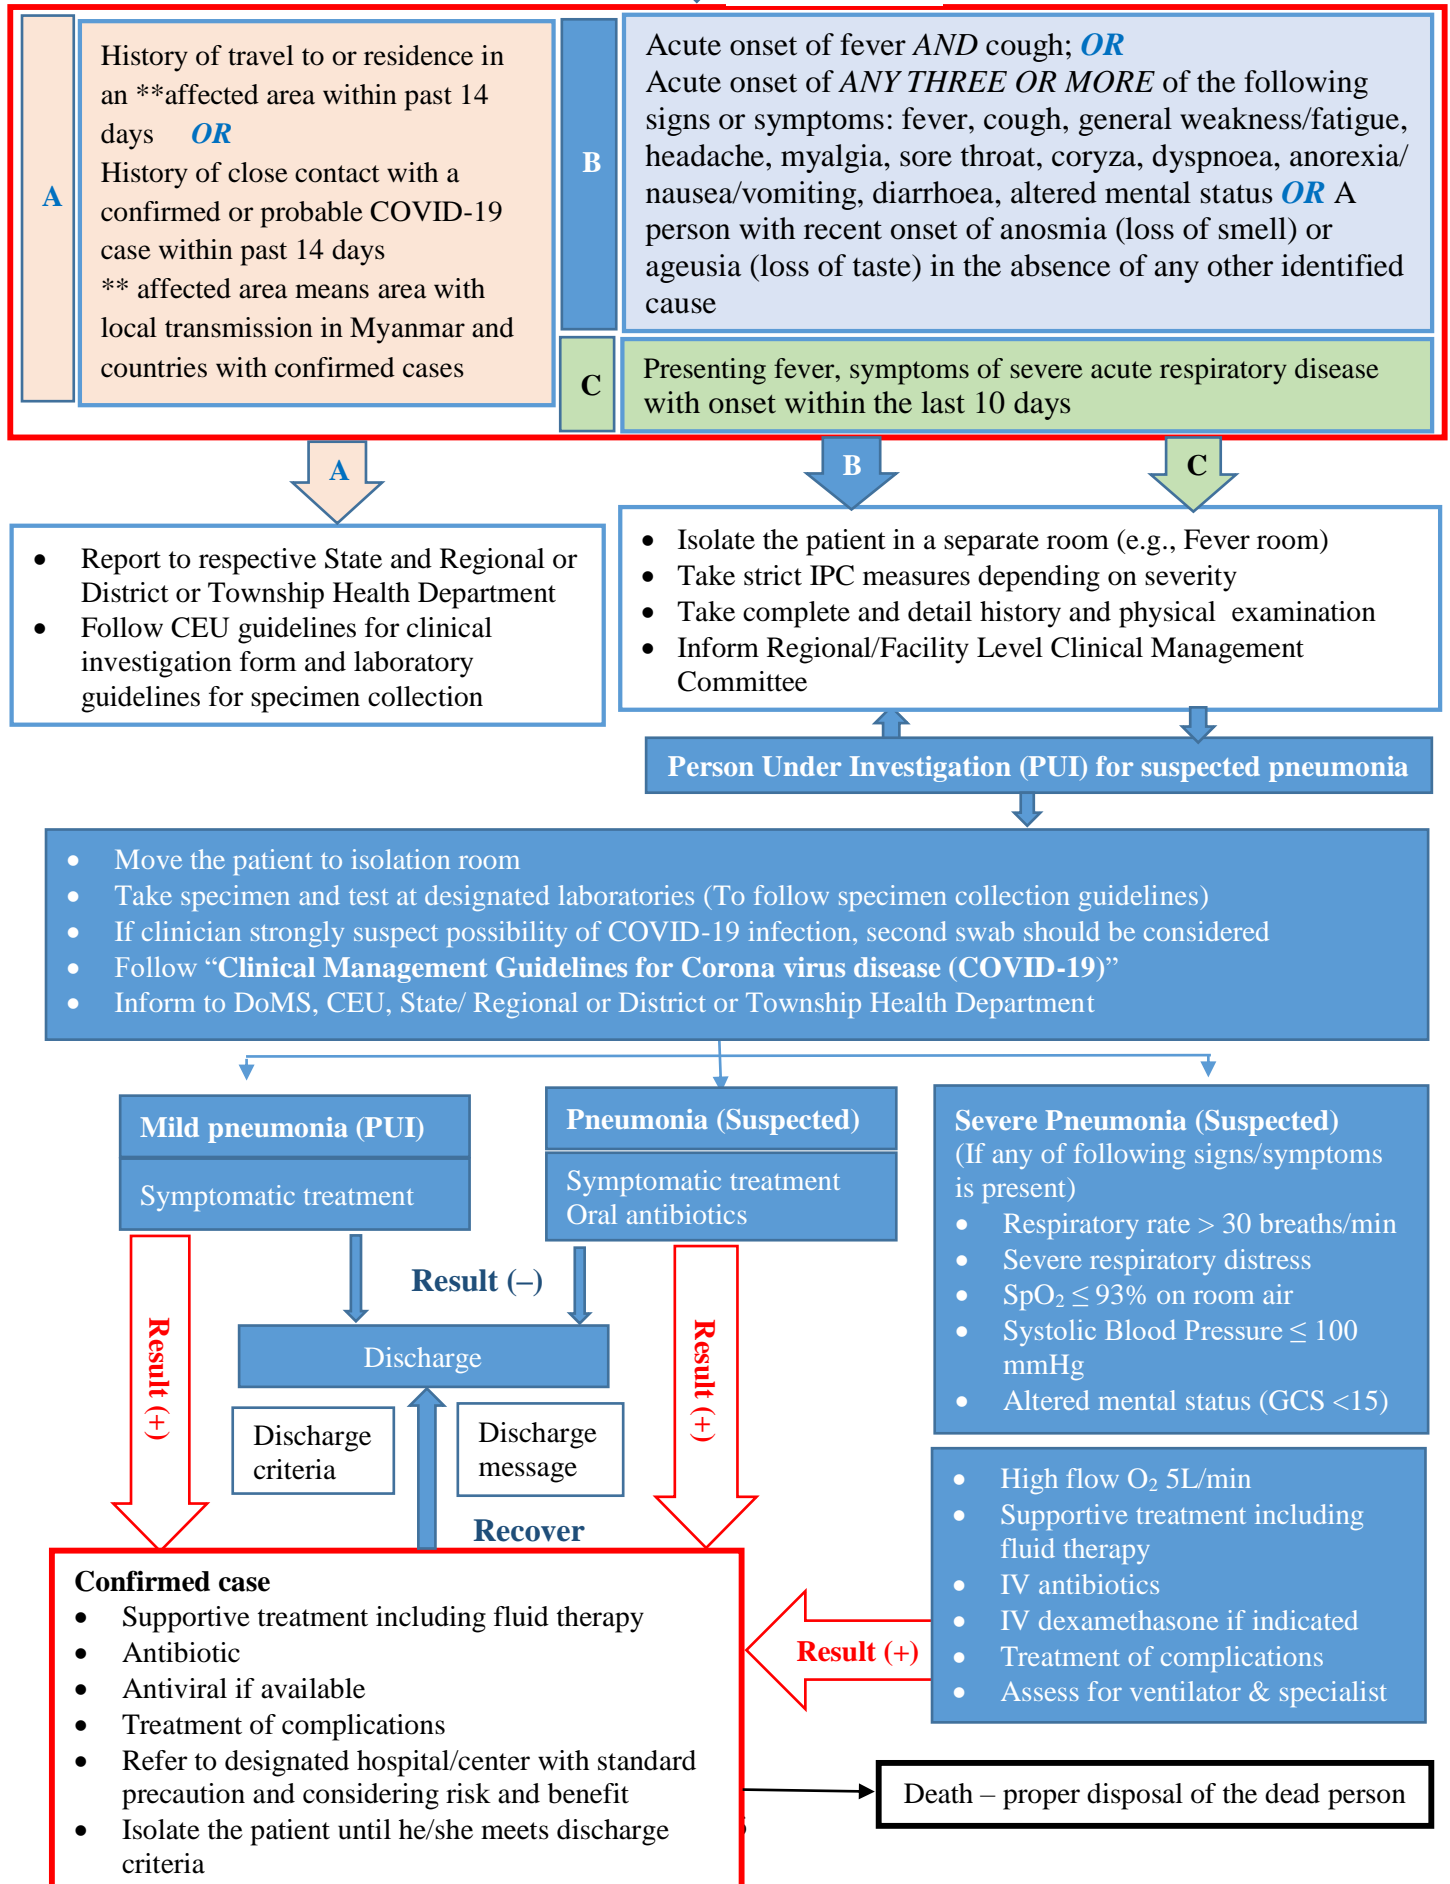 A
History of travel to or residence in
an **affected area within past 14
days OR
History of close contact with a
confirmed or probable COVID-19
case within past 14 days
** affected area means area with
local transmission in Myanmar and
countries with confirmed cases
B
Acute onset of fever AND cough; OR
Acute onset of ANY THREE OR MORE of the following
signs or symptoms: fever, cough, general weakness/fatigue,
headache, myalgia, sore throat, coryza, dyspnoea, anorexia/
nausea/vomiting, diarrhoea, altered mental status OR A
person with recent onset of anosmia (loss of smell) or
ageusia (loss of taste) in the absence of any other identified
cause
C
Presenting fever, symptoms of severe acute respiratory disease
with onset within the last 10 days
A
B
C
• Report to respective State and Regional or
District or Township Health Department
• Follow CEU guidelines for clinical
investigation form and laboratory
guidelines for specimen collection
• Isolate the patient in a separate room (e.g., Fever room)
• Take strict IPC measures depending on severity
• Take complete and detail history and physical examination
• Inform Regional/Facility Level Clinical Management
Committee
Person Under Investigation (PUI) for suspected pneumonia
• Move the patient to isolation room
• Take specimen and test at designated laboratories (To follow specimen collection guidelines)
• If clinician strongly suspect possibility of COVID-19 infection, second swab should be considered
• Follow “Clinical Management Guidelines for Corona virus disease (COVID-19)”
• Inform to DoMS, CEU, State/ Regional or District or Township Health Department
Mild pneumonia (PUI)
Symptomatic treatment
Pneumonia (Suspected)
Symptomatic treatment
Oral antibiotics
Severe Pneumonia (Suspected)
(If any of following signs/symptoms
is present)
• Respiratory rate > 30 breaths/min
• Severe respiratory distress
• SpO₂ ≤ 93% on room air
• Systolic Blood Pressure ≤ 100
mmHg
• Altered mental status (GCS <15)
Result (+)
Result (–)
Result (+)
Discharge
Discharge
criteria
Discharge
message
Recover
• High flow O₂ 5L/min
• Supportive treatment including
fluid therapy
• IV antibiotics
• IV dexamethasone if indicated
• Treatment of complications
• Assess for ventilator & specialist
Result (+)
Confirmed case
• Supportive treatment including fluid therapy
• Antibiotic
• Antiviral if available
• Treatment of complications
• Refer to designated hospital/center with standard
precaution and considering risk and benefit
• Isolate the patient until he/she meets discharge
criteria
Death – proper disposal of the dead person